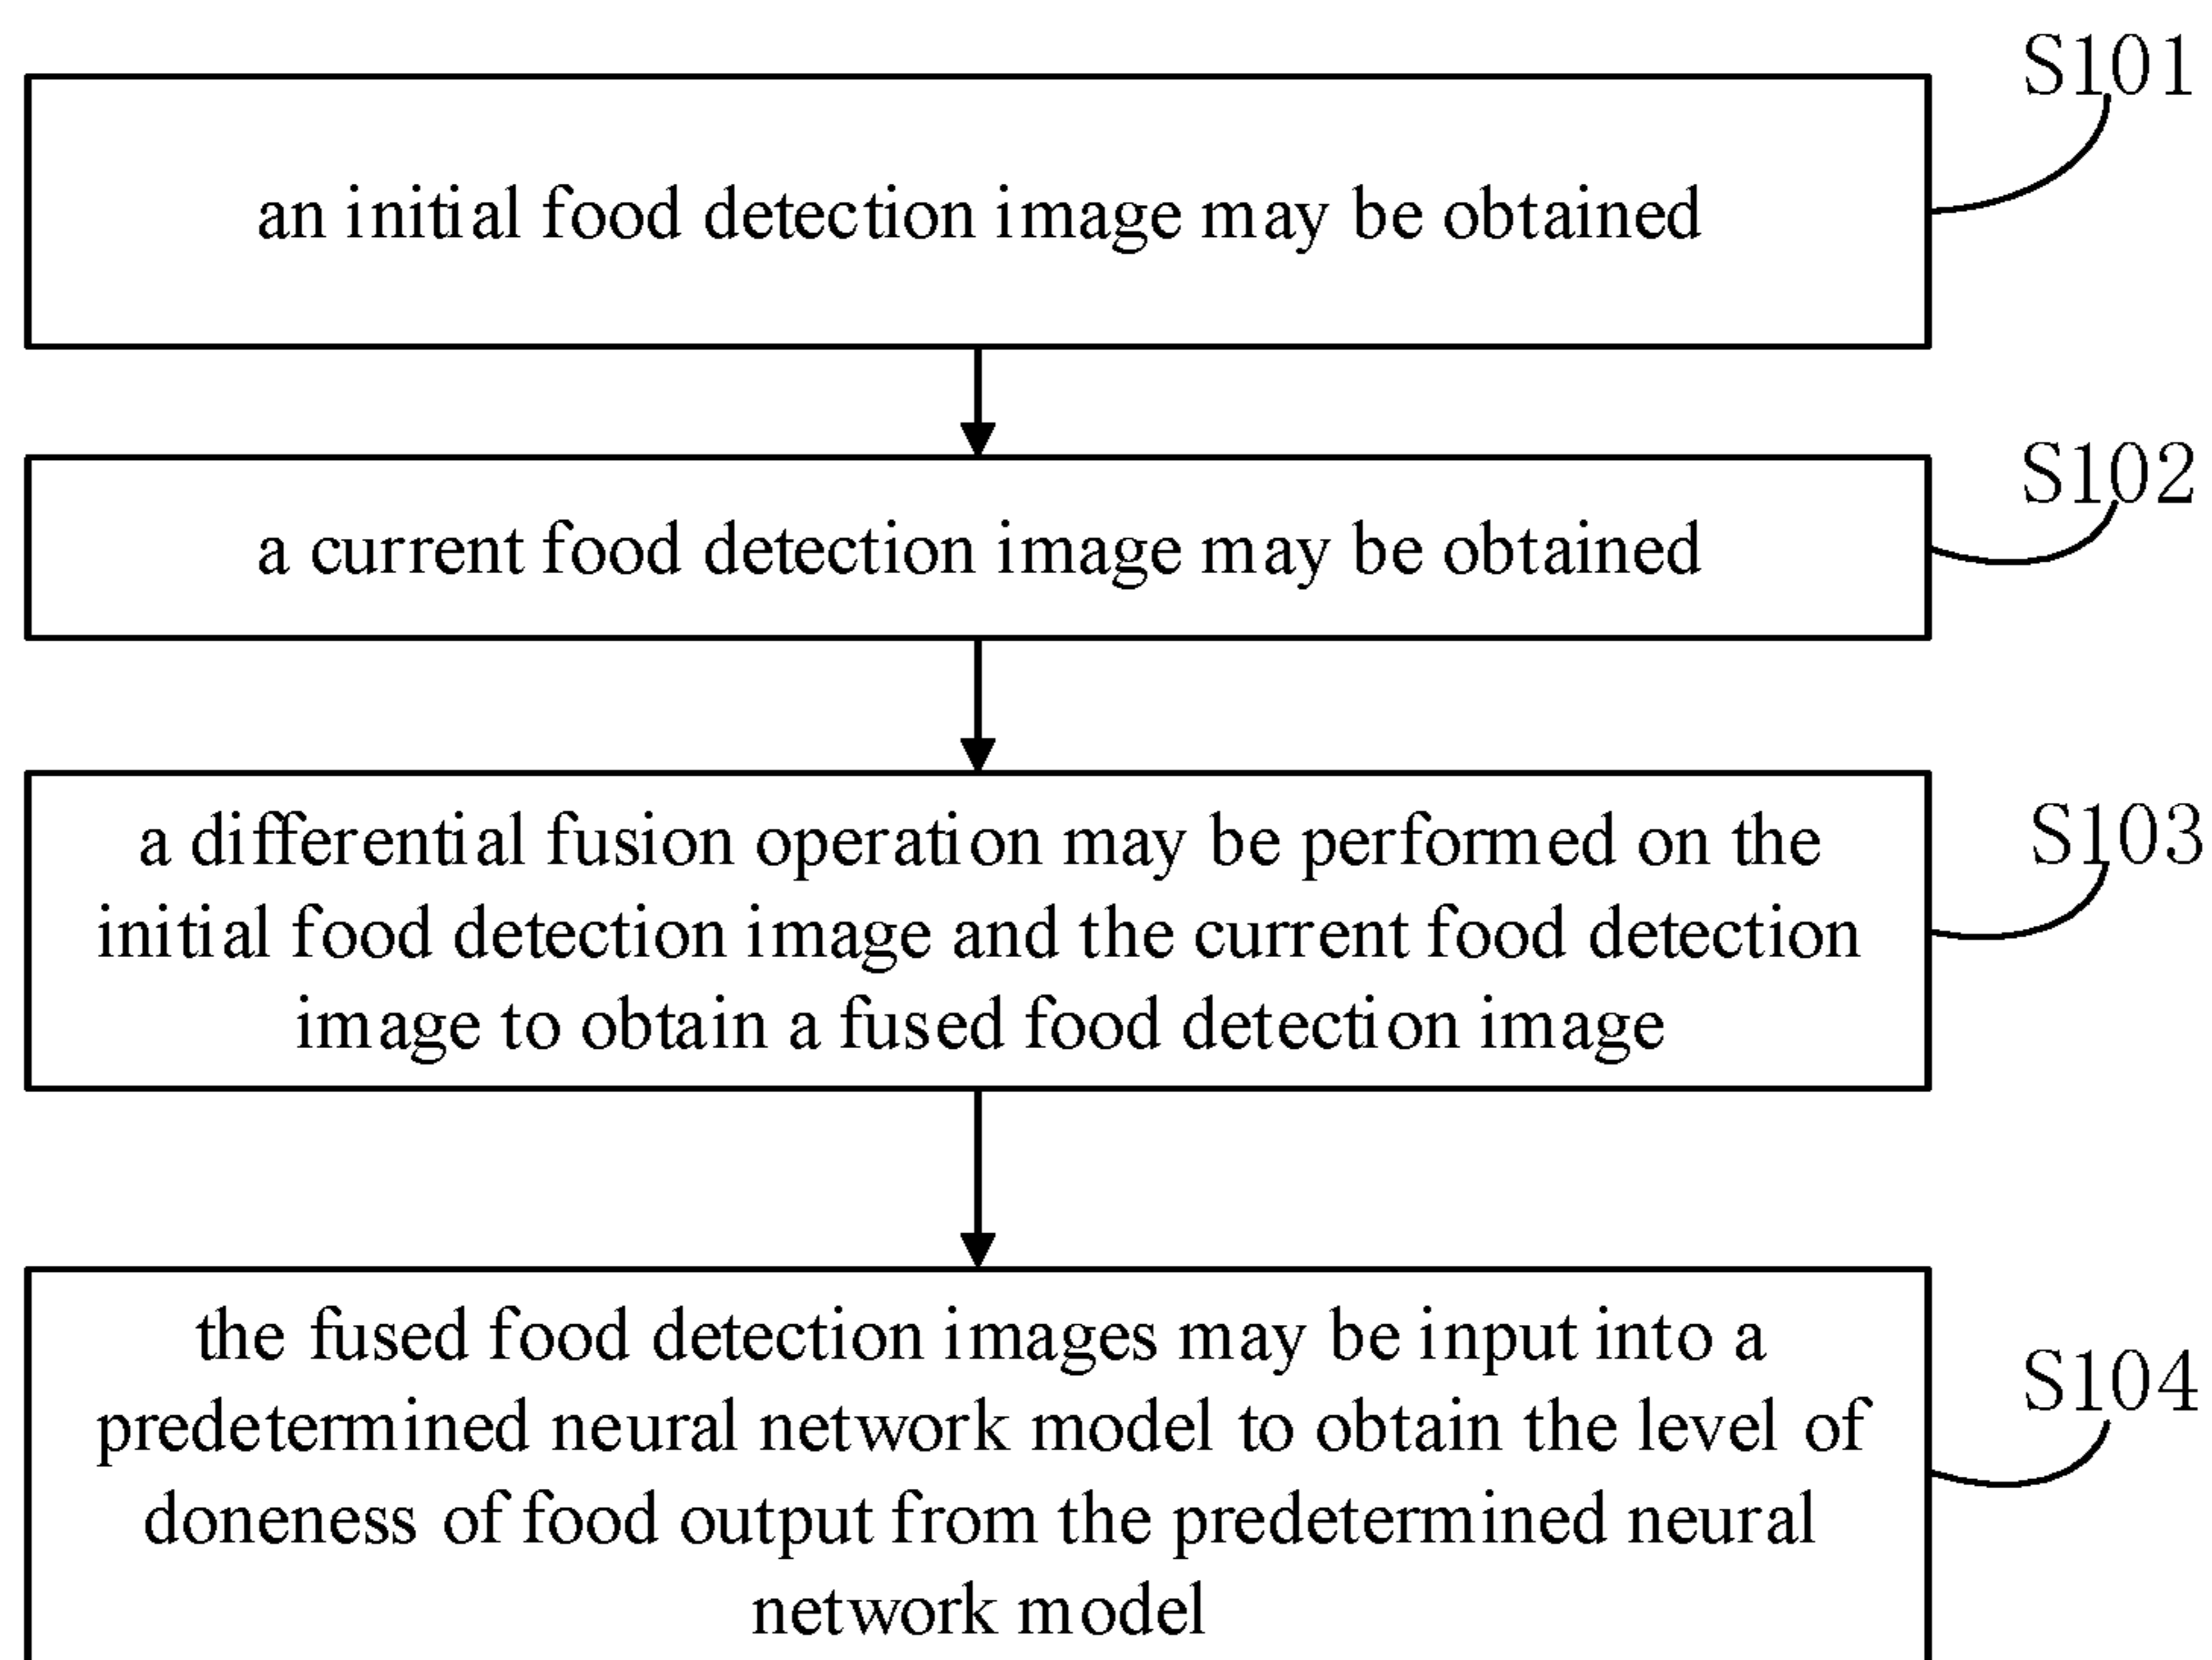 S101
an initial food detection image may be obtained
S102
a current food detection image may be obtained
S103
a differential fusion operation may be performed on the
initial food detection image and the current food detection
image to obtain a fused food detection image
S104
the fused food detection images may be input into a
predetermined neural network model to obtain the level of
doneness of food output from the predetermined neural
network model